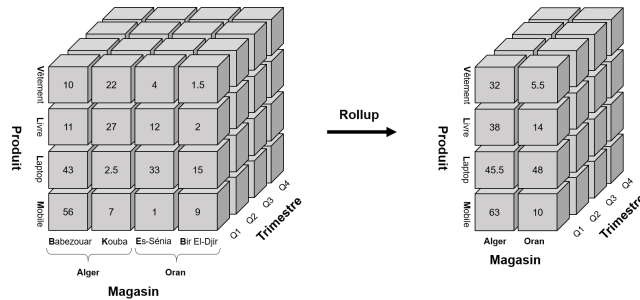 Vêtement
10 22 4 1.5
Livre
11 27 12 2
Laptop
43 2.5 33 15
Mobile
56 7 1 9
Produit
Babezouar Kouba Es-Sénia Bir El-Djir
Alger Oran
Magasin
Q1 Q2 Q3 Q4
Trimestre
Rollup
Vêtement
32 5.5
Livre
38 14
Laptop
45.5 48
Mobile
63 10
Produit
Alger Oran
Magasin
Q1 Q2 Q3 Q4
Trimestre